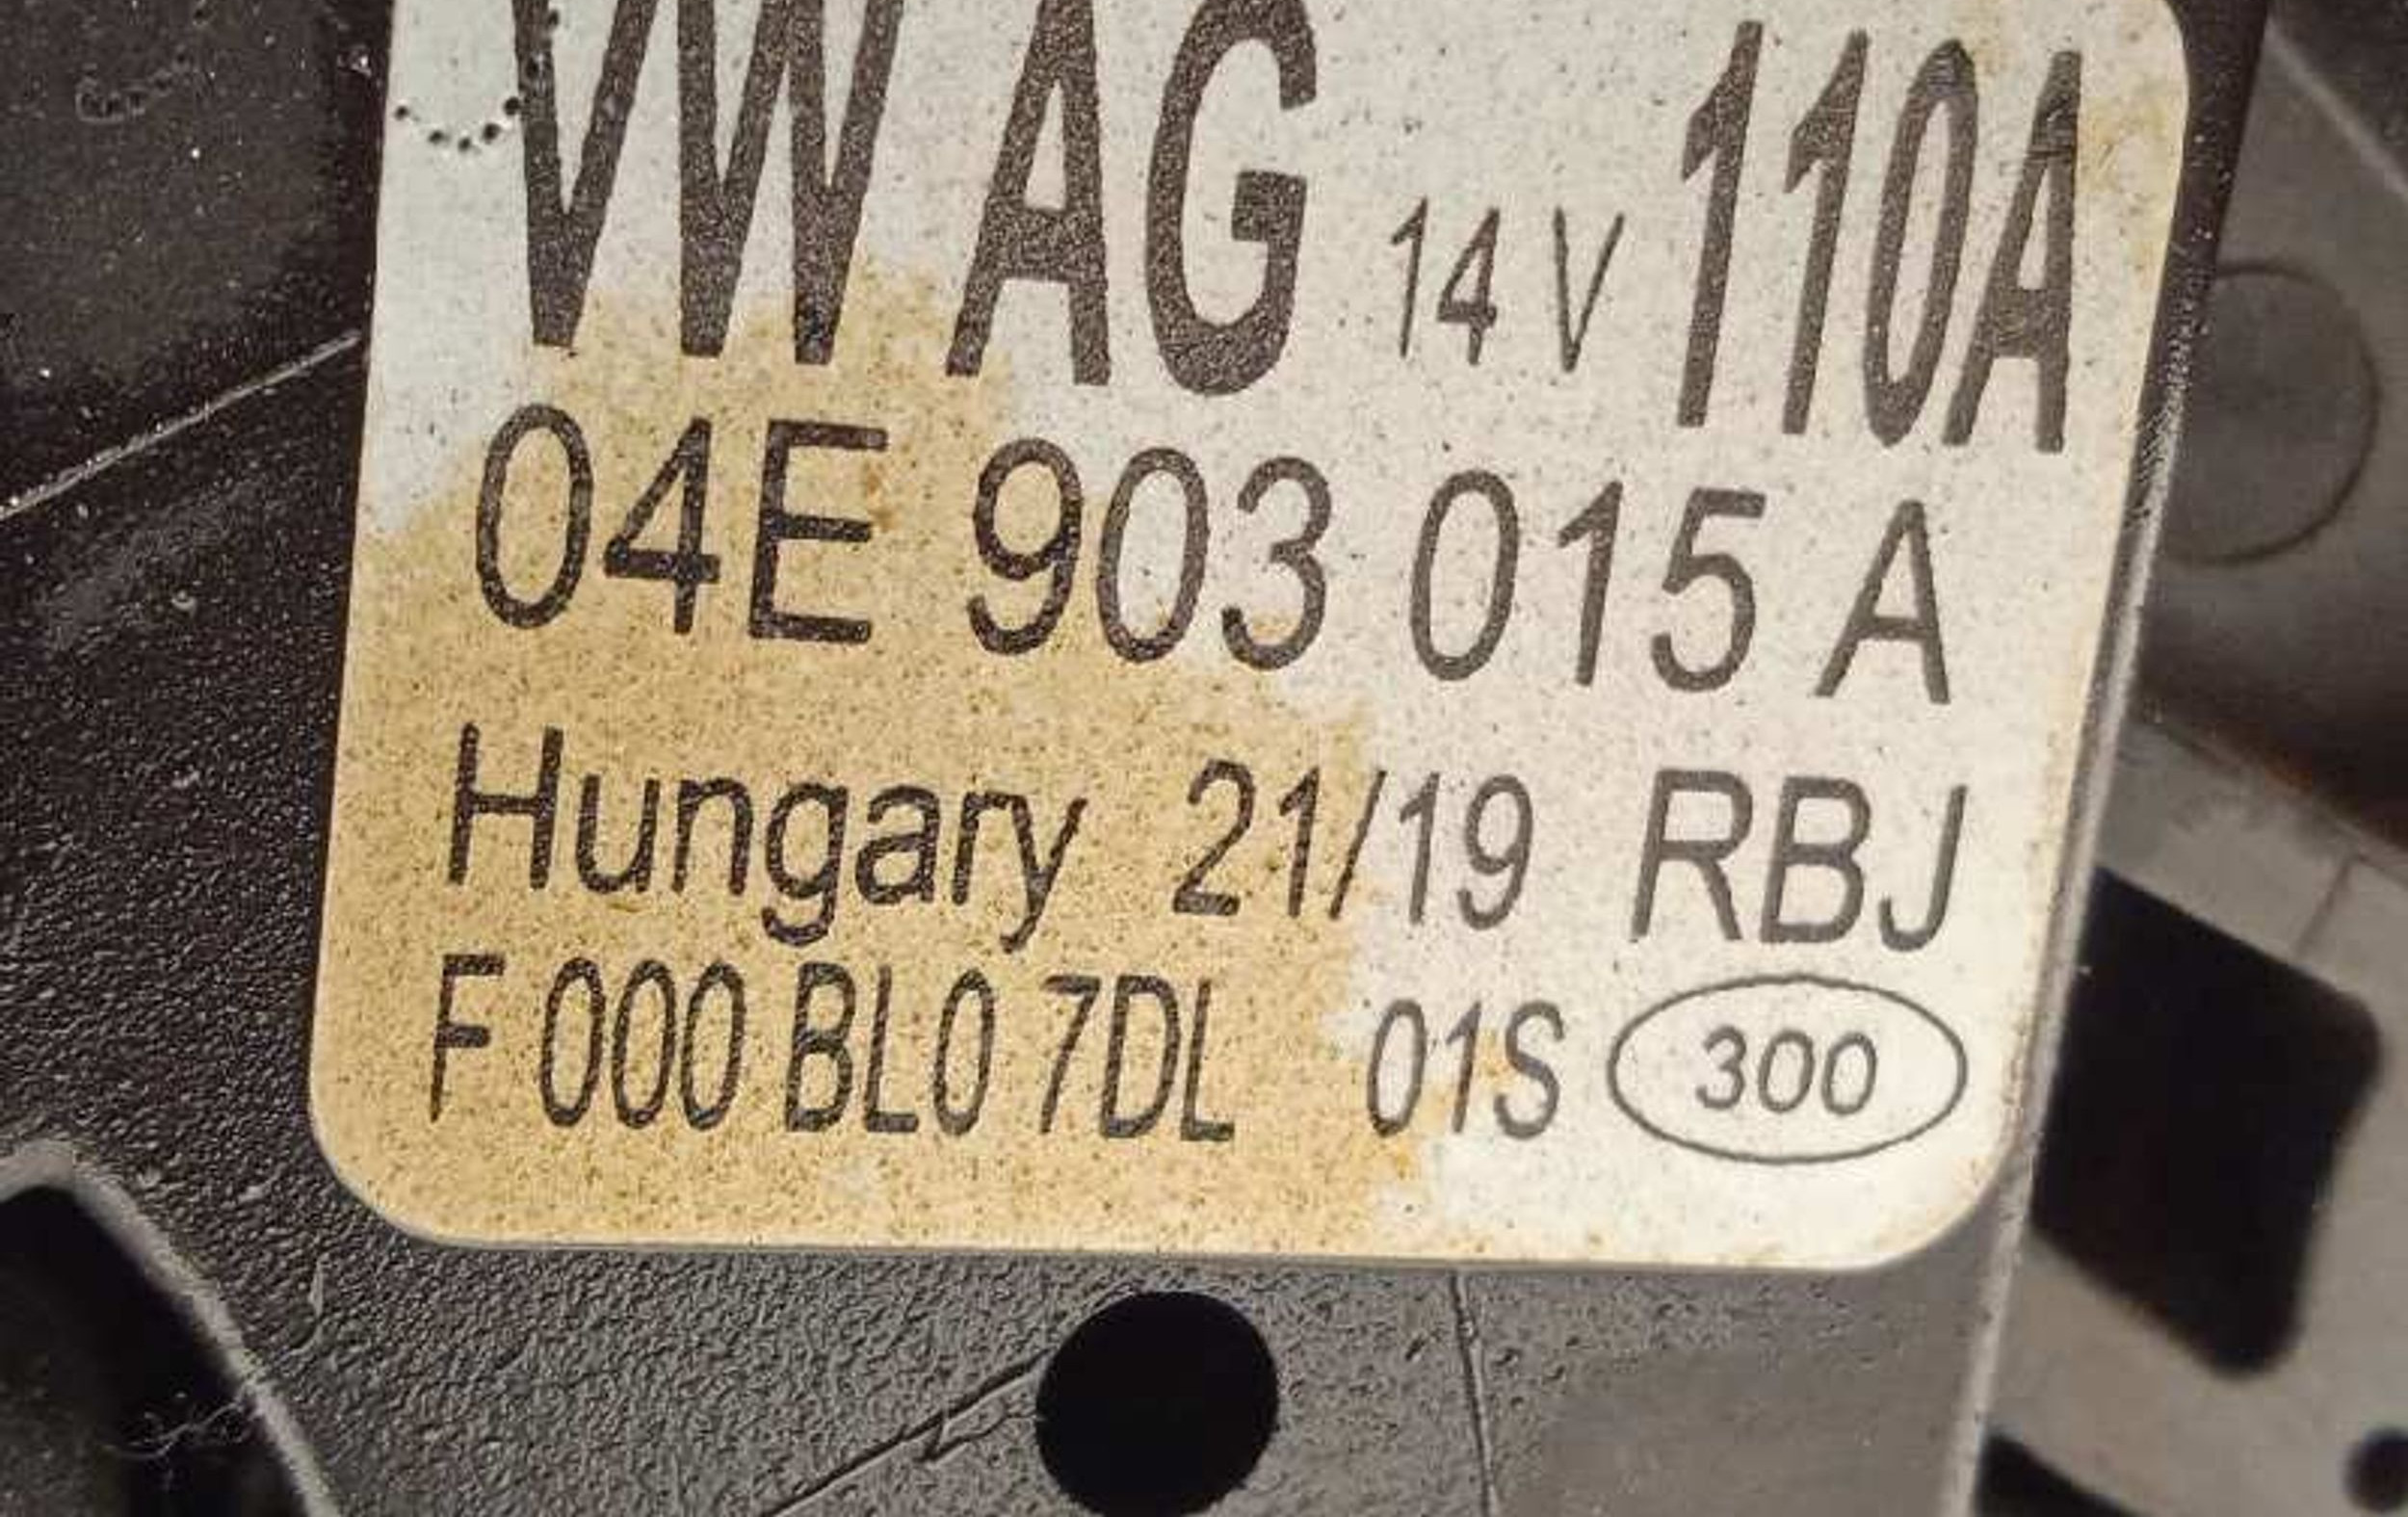 VW AG 14 V 110A
04E 903 015 A
Hungary 21/19 RBJ
F 000 BL0 7DL 01S 300